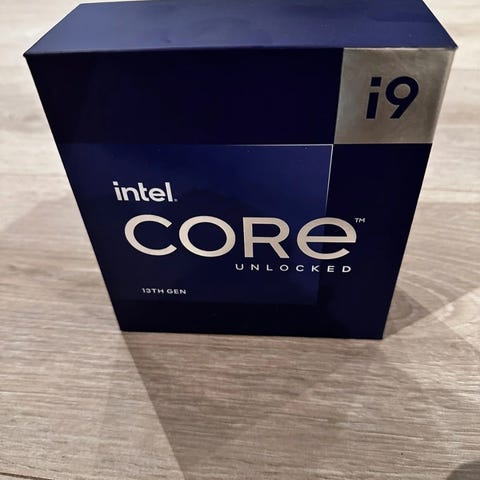 i9
intel.
CORe™
UNLOCKED
13TH GEN